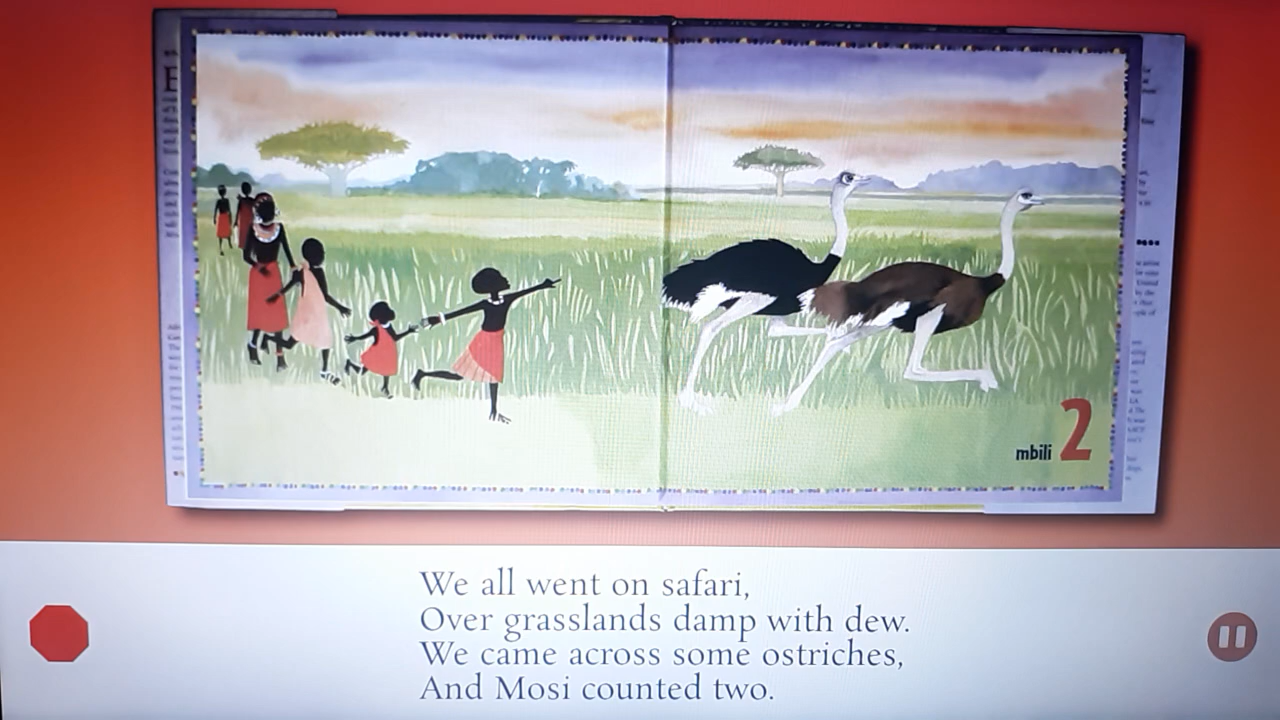 mbili 2
We all went on safari,
Over grasslands damp with dew.
We came across some ostriches,
And Mosi counted two.